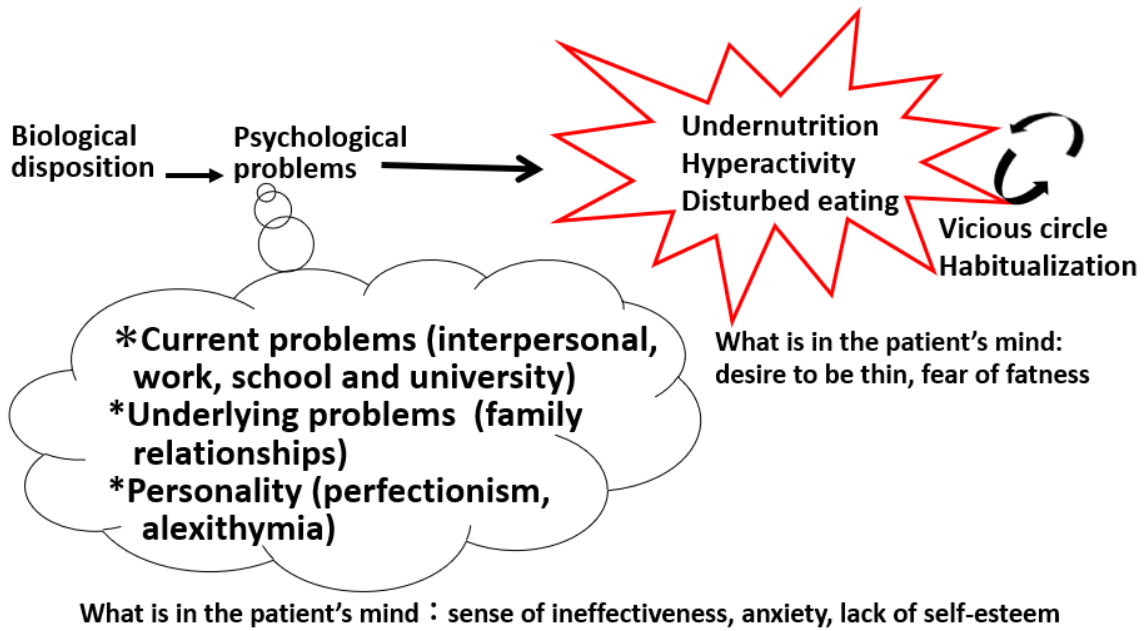 Biological
disposition
Psychological
problems
Undernutrition
Hyperactivity
Disturbed eating
Vicious circle
Habitualization
What is in the patient’s mind:
desire to be thin, fear of fatness
*Current problems (interpersonal,
work, school and university)
*Underlying problems (family
relationships)
*Personality (perfectionism,
alexithymia)
What is in the patient’s mind：sense of ineffectiveness, anxiety, lack of self-esteem